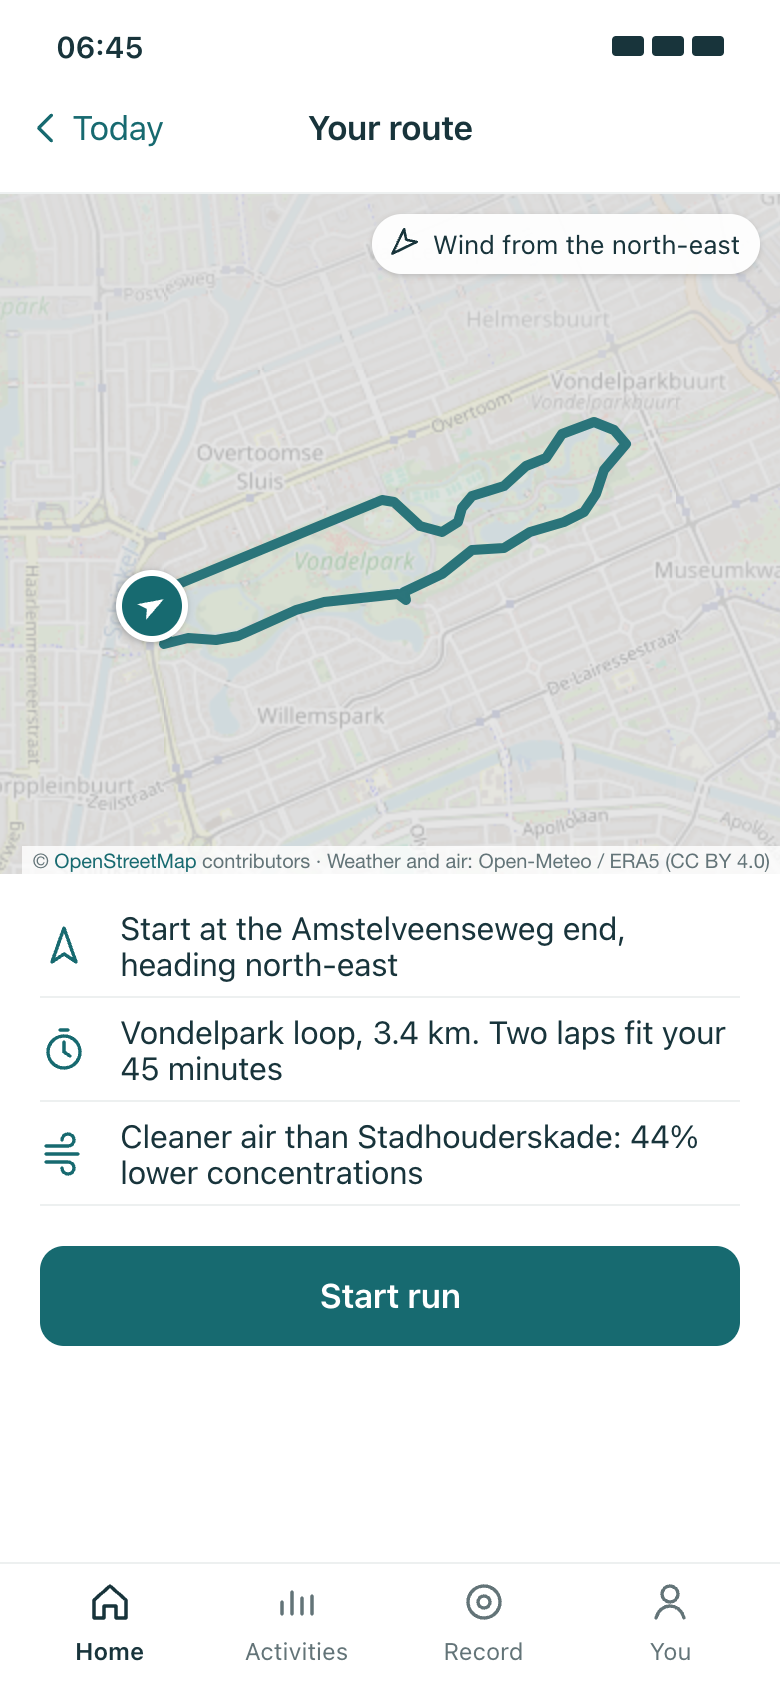 06:45
Today
Your route
Wind from the north-east
Postjesweg
park
Helmersbuurt
Vondelparkbuurt
Vondelparkbuurt
Overtoom
Overtoomse
Sluis
Vondelpark
Museumkwa
Haarlemmermeerstraat
De Lairessestraat
Willemspark
orppleinbuurt
Zeilstraat
Apollolaan
© OpenStreetMap contributors · Weather and air: Open-Meteo / ERA5 (CC BY 4.0)
Start at the Amstelveenseweg end,
heading north-east
Vondelpark loop, 3.4 km. Two laps fit your
45 minutes
Cleaner air than Stadhouderskade: 44%
lower concentrations
Start run
Home
Activities
Record
You